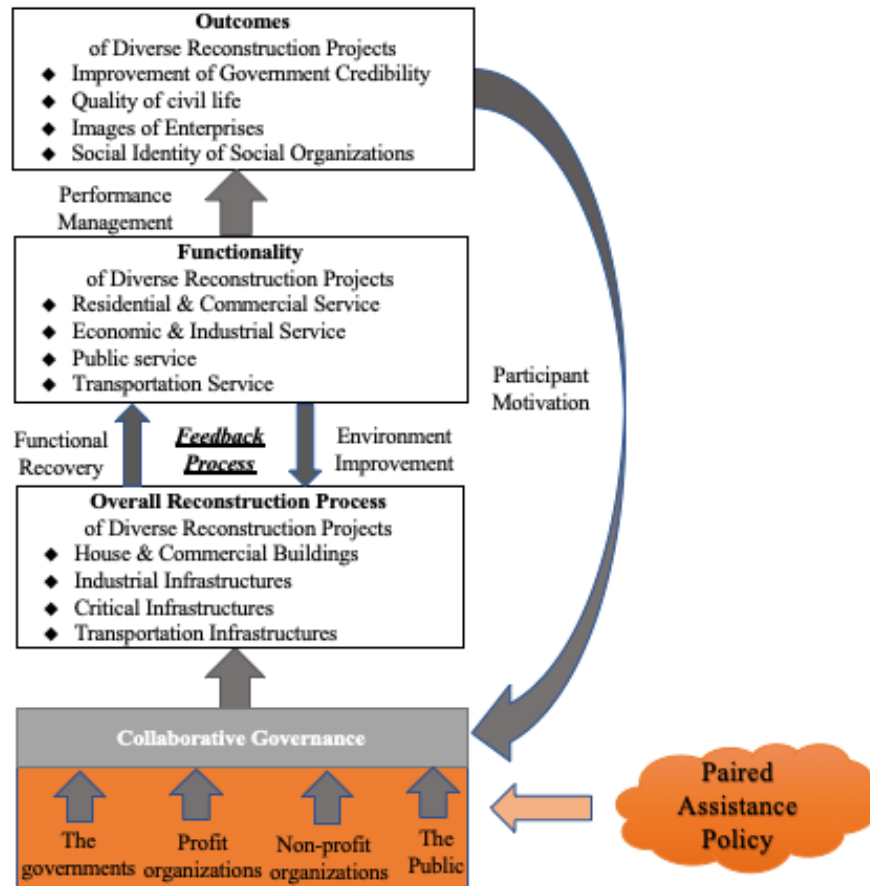 Outcomes
of Diverse Reconstruction Projects
◆ Improvement of Government Credibility
◆ Quality of civil life
◆ Images of Enterprises
◆ Social Identity of Social Organizations
Performance
Management
Functionality
of Diverse Reconstruction Projects
◆ Residential & Commercial Service
◆ Economic & Industrial Service
◆ Public service
◆ Transportation Service
Participant
Motivation
Functional
Recovery
Feedback
Process
Environment
Improvement
Overall Reconstruction Process
of Diverse Reconstruction Projects
◆ House & Commercial Buildings
◆ Industrial Infrastructures
◆ Critical Infrastructures
◆ Transportation Infrastructures
Collaborative Governance
The
governments
Profit
organizations
Non-profit
organizations
The
Public
Paired
Assistance
Policy